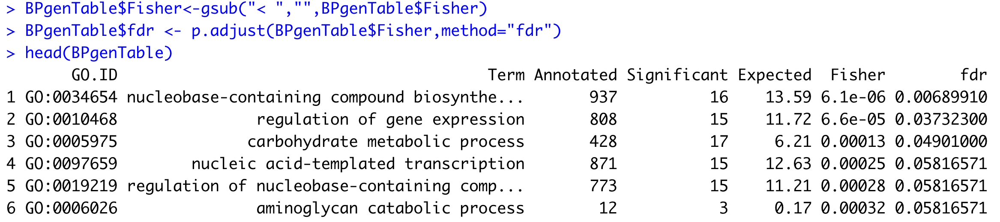 > BPgenTable$Fisher<-gsub("< ","",BPgenTable$Fisher)
> BPgenTable$fdr <- p.adjust(BPgenTable$Fisher,method="fdr")
> head(BPgenTable)
GO.ID Term Annotated Significant Expected Fisher fdr
1 GO:0034654 nucleobase-containing compound biosynthe... 937 16 13.59 6.1e-06 0.00689910
2 GO:0010468 regulation of gene expression 808 15 11.72 6.6e-05 0.03732300
3 GO:0005975 carbohydrate metabolic process 428 17 6.21 0.00013 0.04901000
4 GO:0097659 nucleic acid-templated transcription 871 15 12.63 0.00025 0.05816571
5 GO:0019219 regulation of nucleobase-containing comp... 773 15 11.21 0.00028 0.05816571
6 GO:0006026 aminoglycan catabolic process 12 3 0.17 0.00032 0.05816571